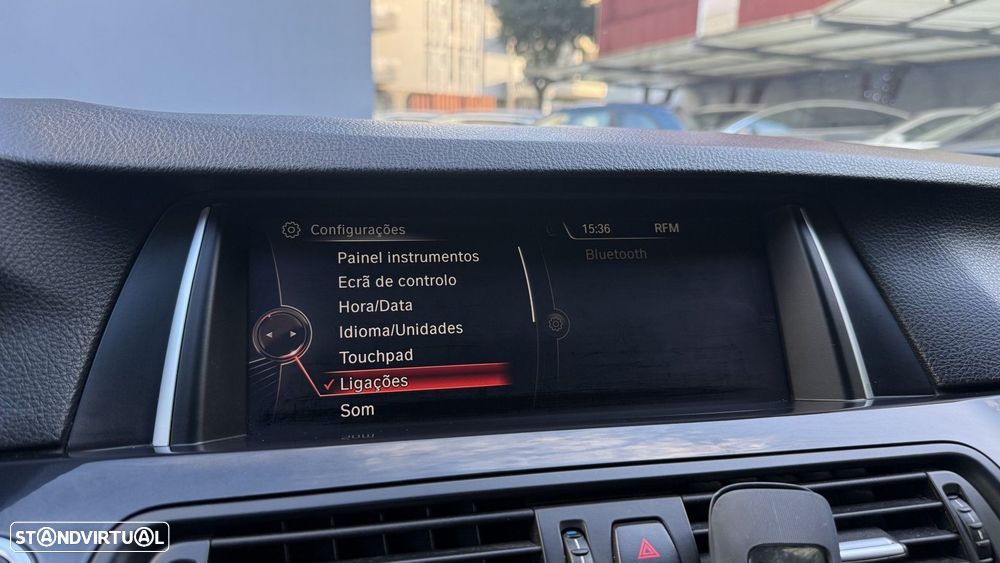 Configurações
15:36 RFM
Painel instrumentos
Bluetooth
Ecrã de controlo
Hora/Data
Idioma/Unidades
Touchpad
✓ Ligações
Som
STANDVIRTUAL